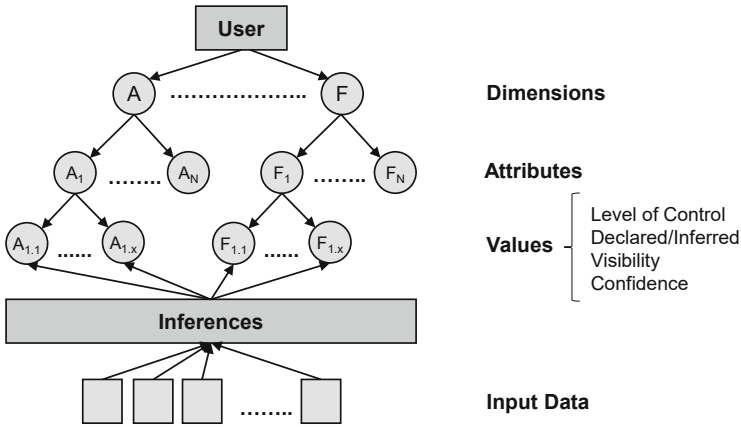 User
A ........................ F
Dimensions
A1 ........ AN F1 ........ FN
Attributes
A1.1 ...... A1.x F1.1 ...... F1.x
Values
Level of Control
Declared/Inferred
Visibility
Confidence
Inferences
........
Input Data